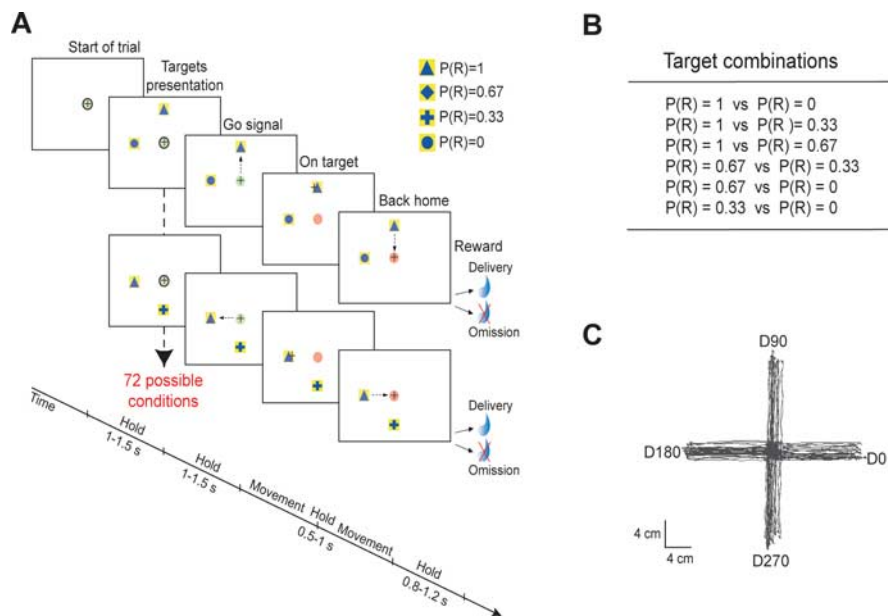 A
Start of trial
Targets
presentation
Go signal
On target
Back home
Reward
Delivery
Omission
P(R)=1
P(R)=0.67
P(R)=0.33
P(R)=0
72 possible
conditions
Delivery
Omission
Time
Hold
1-1.5 s
Hold
1-1.5 s
Movement
Hold
0.5-1 s
Movement
Hold
0.8-1.2 s
B
Target combinations
P(R) = 1 vs P(R) = 0
P(R) = 1 vs P(R )= 0.33
P(R) = 1 vs P(R) = 0.67
P(R) = 0.67 vs P(R) = 0.33
P(R) = 0.67 vs P(R) = 0
P(R) = 0.33 vs P(R) = 0
C
D90
D180
D0
D270
4 cm
4 cm